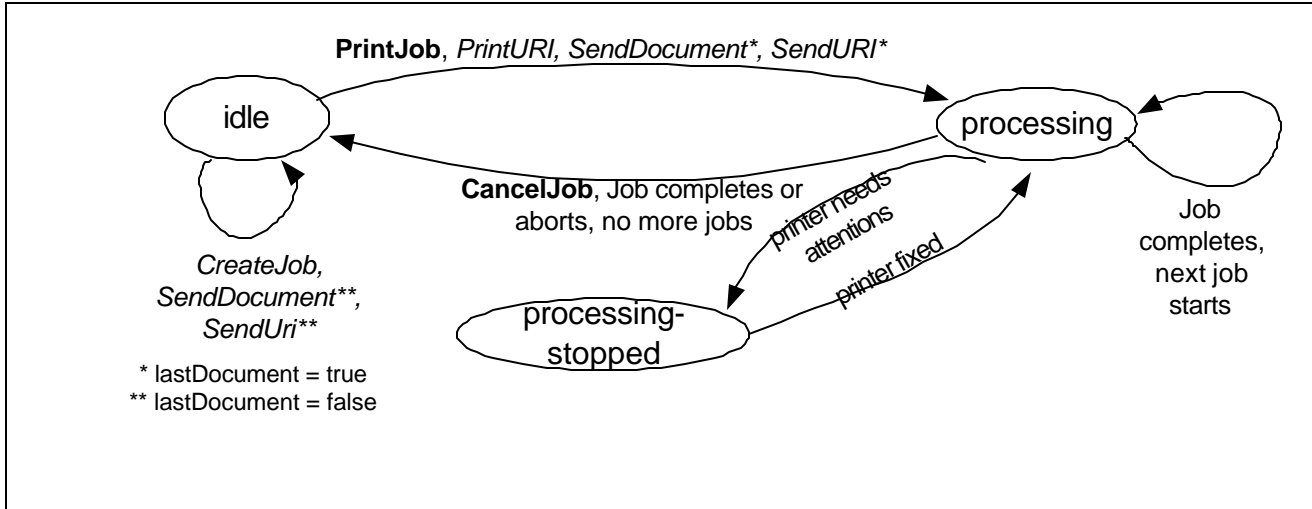 PrintJob, PrintURI, SendDocument*, SendURI*
idle
processing
CancelJob, Job completes or
aborts, no more jobs
printer needs
attentions
printer fixed
Job
completes,
next job
starts
CreateJob,
SendDocument**,
SendUri**
processing-
stopped
* lastDocument = true
** lastDocument = false